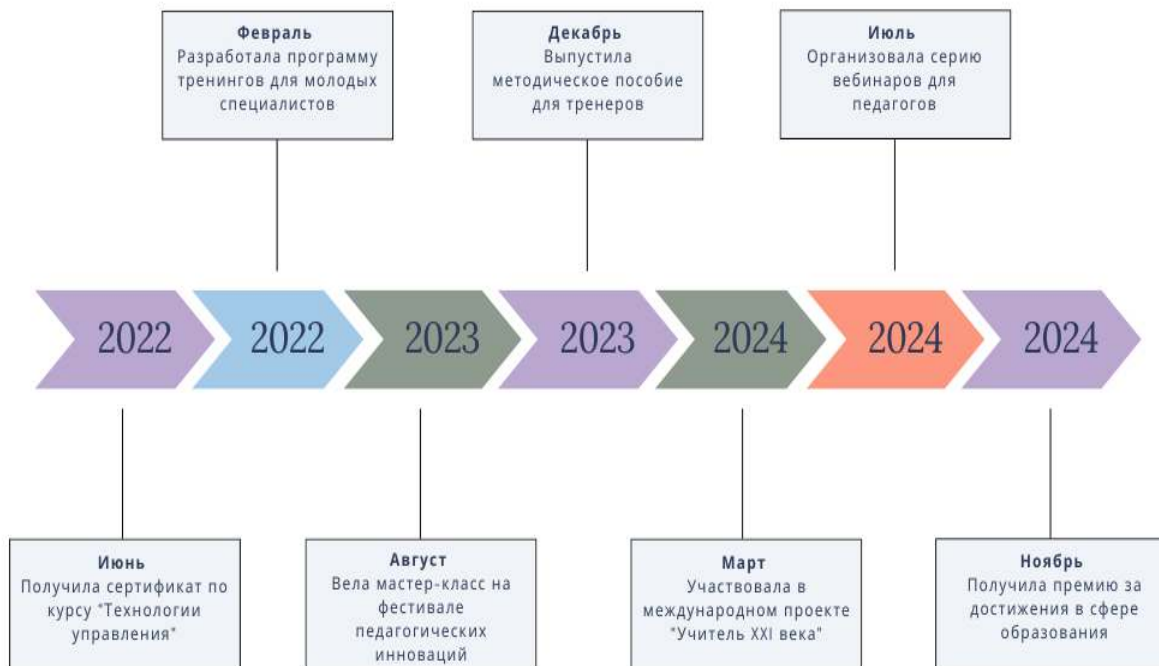 Февраль
Разработала программу
тренингов для молодых
специалистов
Декабрь
Выпустила
методическое пособие
для тренеров
Июль
Организовала серию
вебинаров для
педагогов
2022
2022
2023
2023
2024
2024
2024
Июнь
Получила сертификат по
курсу "Технологии
управления"
Август
Вела мастер-класс на
фестивале
педагогических
инноваций
Март
Участвовала в
международном проекте
"Учитель XXI века"
Ноябрь
Получила премию за
достижения в сфере
образования